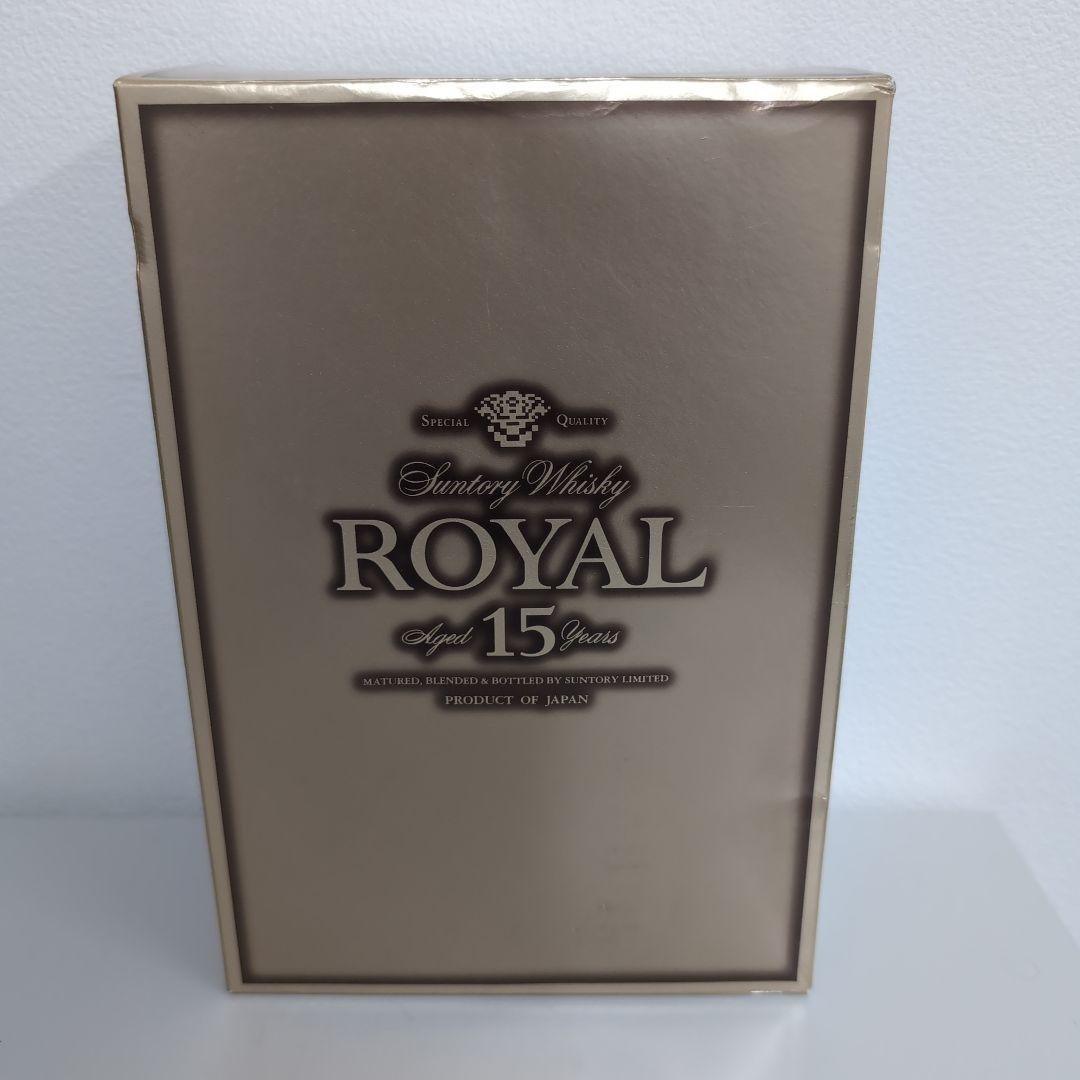 SPECIAL QUALITY
Suntory Whisky
ROYAL
Aged 15 Years
MATURED, BLENDED & BOTTLED BY SUNTORY LIMITED
PRODUCT OF JAPAN